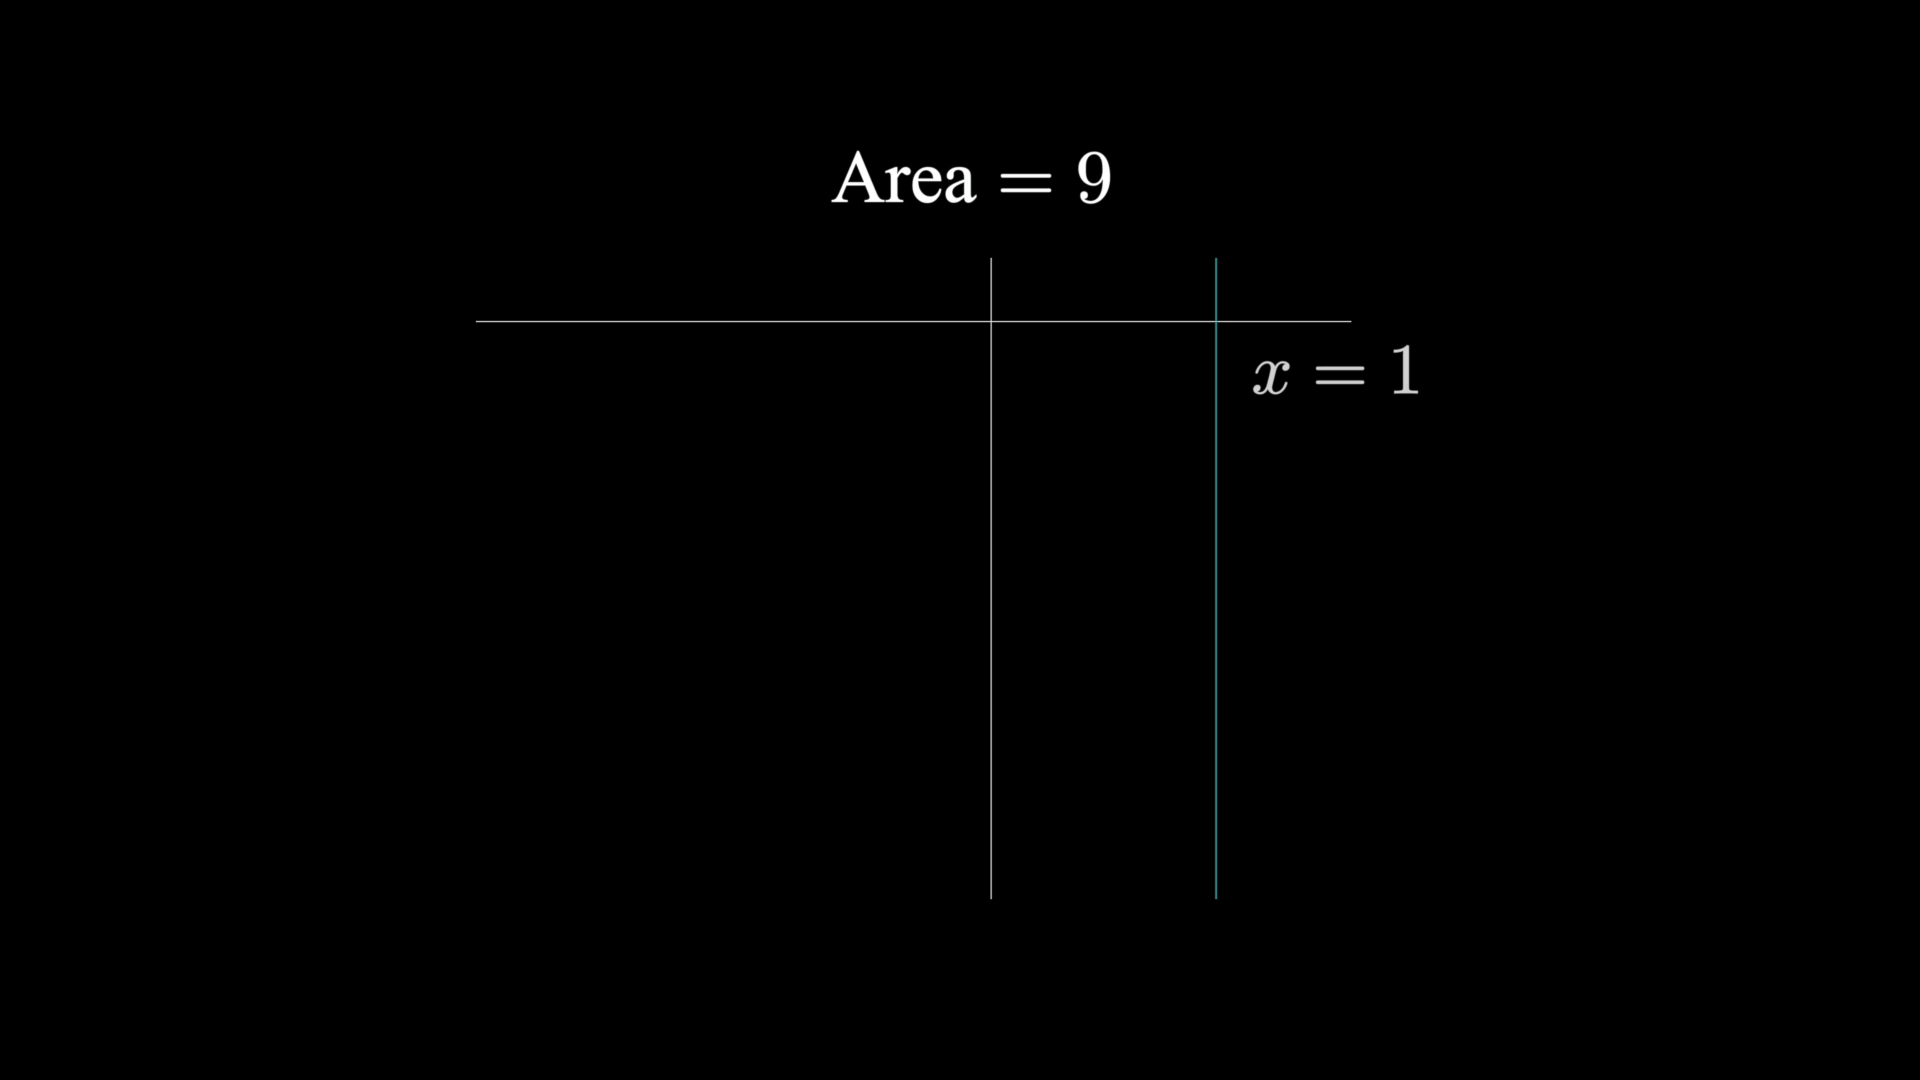 Area = 9
x = 1